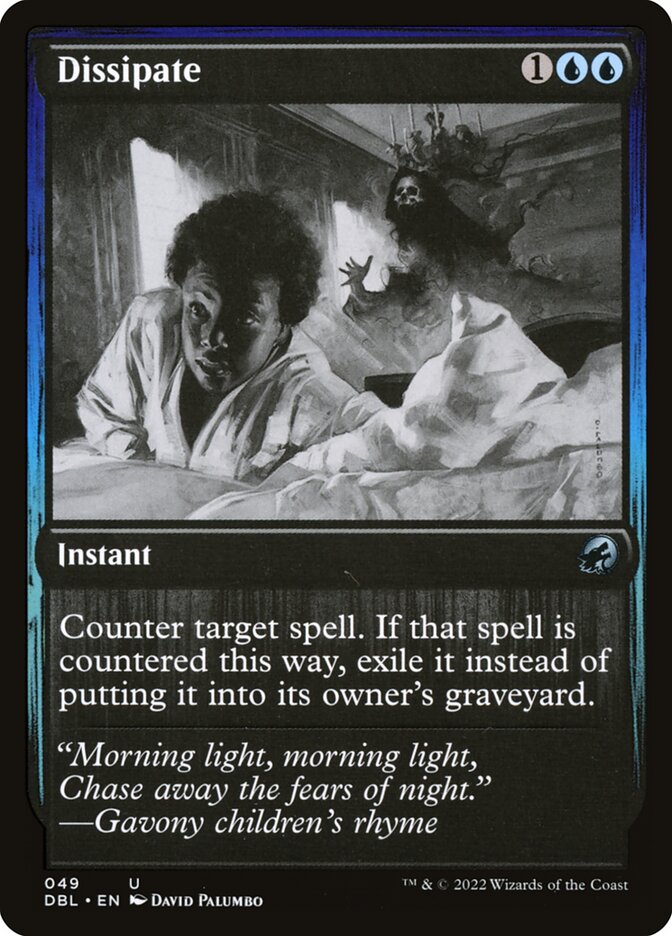 Dissipate
1
D. PALUMBO
Instant
Counter target spell. If that spell is
countered this way, exile it instead of
putting it into its owner’s graveyard.
“Morning light, morning light,
Chase away the fears of night.”
—Gavony children’s rhyme
049 U
DBL • EN DAVID PALUMBO
™ & © 2022 Wizards of the Coast